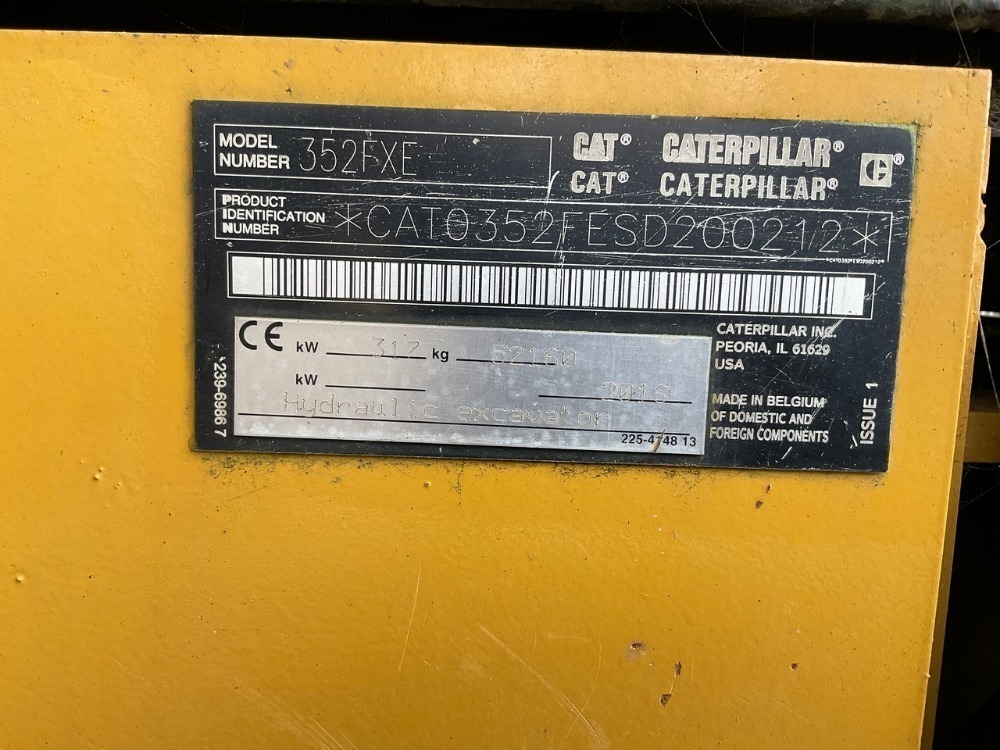 MODEL
NUMBER 352FXE
CAT® CATERPILLAR®
CAT® CATERPILLAR®
PRODUCT
IDENTIFICATION
NUMBER
*CAT0352FESD200212*
CE kW 317 kg 52160
kW 2016
Hydraulic excavator
225-4148 13
239-6986 7
CATERPILLAR INC.
PEORIA, IL 61629
USA
MADE IN BELGIUM
OF DOMESTIC AND
FOREIGN COMPONENTS
ISSUE 1